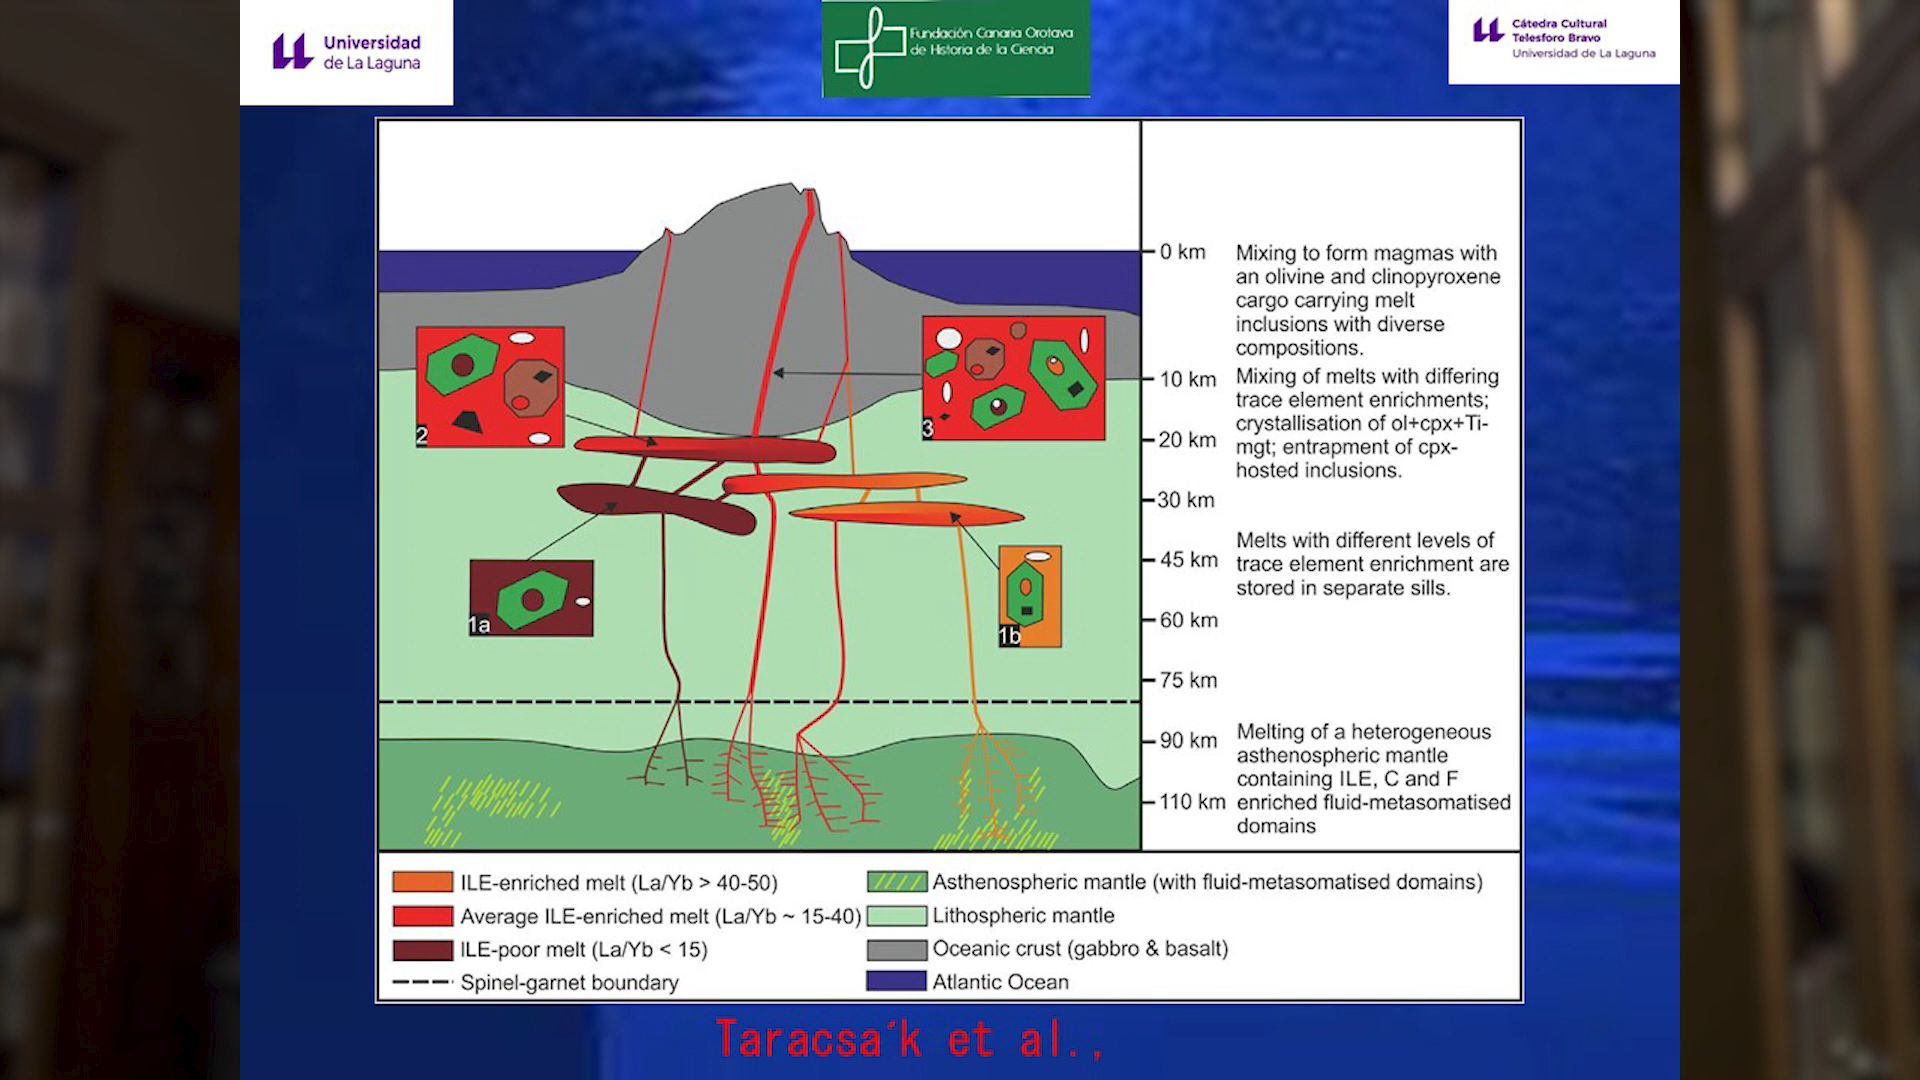 Universidad
de La Laguna
Fundación Canaria Orotava
de Historia de la Ciencia
Cátedra Cultural
Telesforo Bravo
Universidad de La Laguna
0 km
10 km
20 km
30 km
45 km
60 km
75 km
90 km
110 km
Mixing to form magmas with
an olivine and clinopyroxene
cargo carrying melt
inclusions with diverse
compositions.
Mixing of melts with differing
trace element enrichments;
crystallisation of ol+cpx+Ti-
mgt; entrapment of cpx-
hosted inclusions.
Melts with different levels of
trace element enrichment are
stored in separate sills.
Melting of a heterogeneous
asthenospheric mantle
containing ILE, C and F
enriched fluid-metasomatised
domains
2
3
1a
1b
ILE-enriched melt (La/Yb > 40-50)
Average ILE-enriched melt (La/Yb ~ 15-40)
ILE-poor melt (La/Yb < 15)
Spinel-garnet boundary
Asthenospheric mantle (with fluid-metasomatised domains)
Lithospheric mantle
Oceanic crust (gabbro & basalt)
Atlantic Ocean
Taracsa´k et al.,